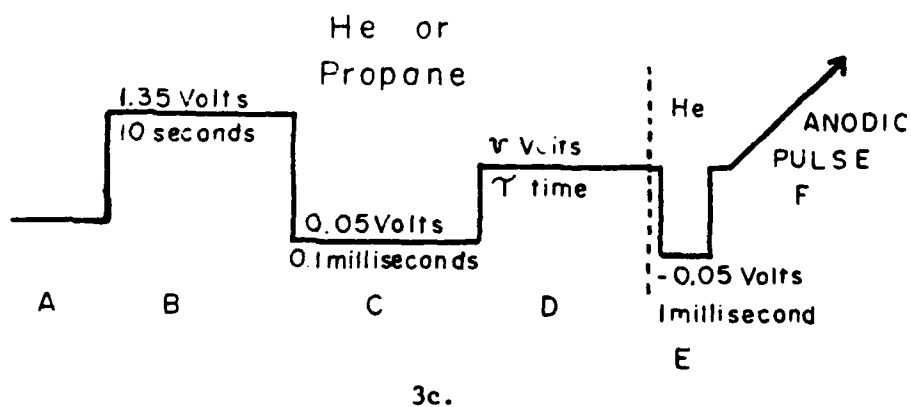 He or
Propane
1.35 Volts
10 seconds
0.05 Volts
0.1 milliseconds
v
τ time
He
ANODIC
PULSE
F
-0.05 Volts
1 millisecond
A
B
C
D
E
3c.